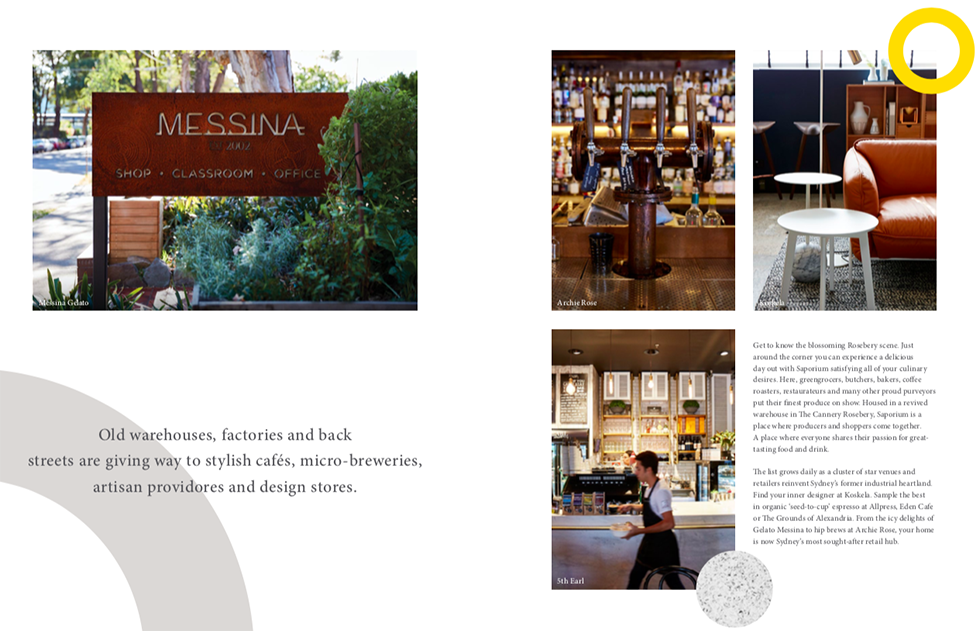 MESSINA
EST. 2002
SHOP • CLASSROOM • OFFICE
Messina Gelato
Old warehouses, factories and back
streets are giving way to stylish cafés, micro-breweries,
artisan providores and design stores.
Archie Rose
Koskela
5th Earl
Get to know the blossoming Rosebery scene. Just
around the corner you can experience a delicious
day out with Saporium satisfying all of your culinary
desires. Here, greengrocers, butchers, bakers, coffee
roasters, restaurateurs and many other proud purveyors
put their finest produce on show. Housed in a revived
warehouse in The Cannery Rosebery, Saporium is a
place where producers and shoppers come together.
A place where everyone shares their passion for great-
tasting food and drink.
The list grows daily as a cluster of star venues and
retailers reinvent Sydney's former industrial heartland.
Find your inner designer at Koskela. Sample the best
in organic 'seed-to-cup' espresso at Allpress, Eden Cafe
or The Grounds of Alexandria. From the icy delights of
Gelato Messina to hip brews at Archie Rose, your home
is now Sydney's most sought-after retail hub.